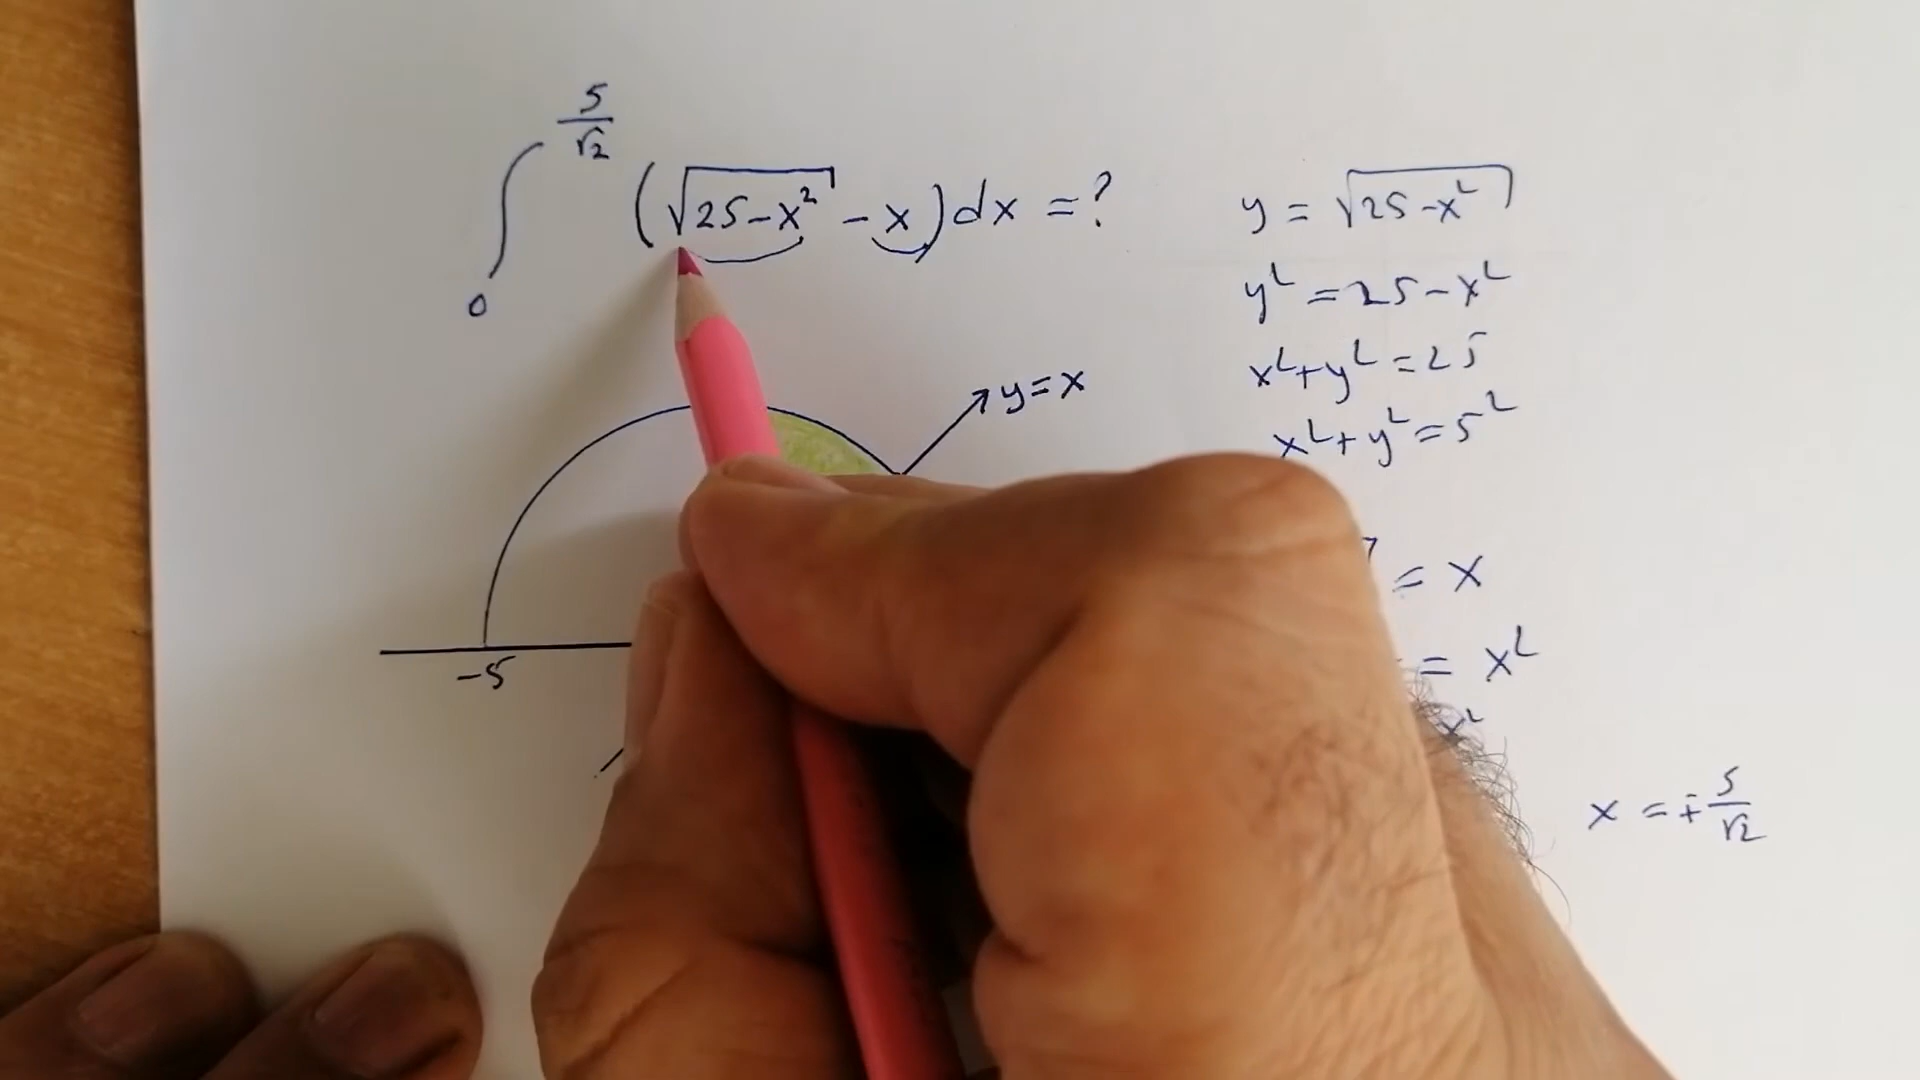 ∫₀^(5/√2) (√(25-x²) - x) dx = ?
y = x
-5
y = √(25-x²)
y² = 25-x²
x²+y² = 25
x²+y² = 5²
= x
= x²
x²
x = ∓ 5/√2